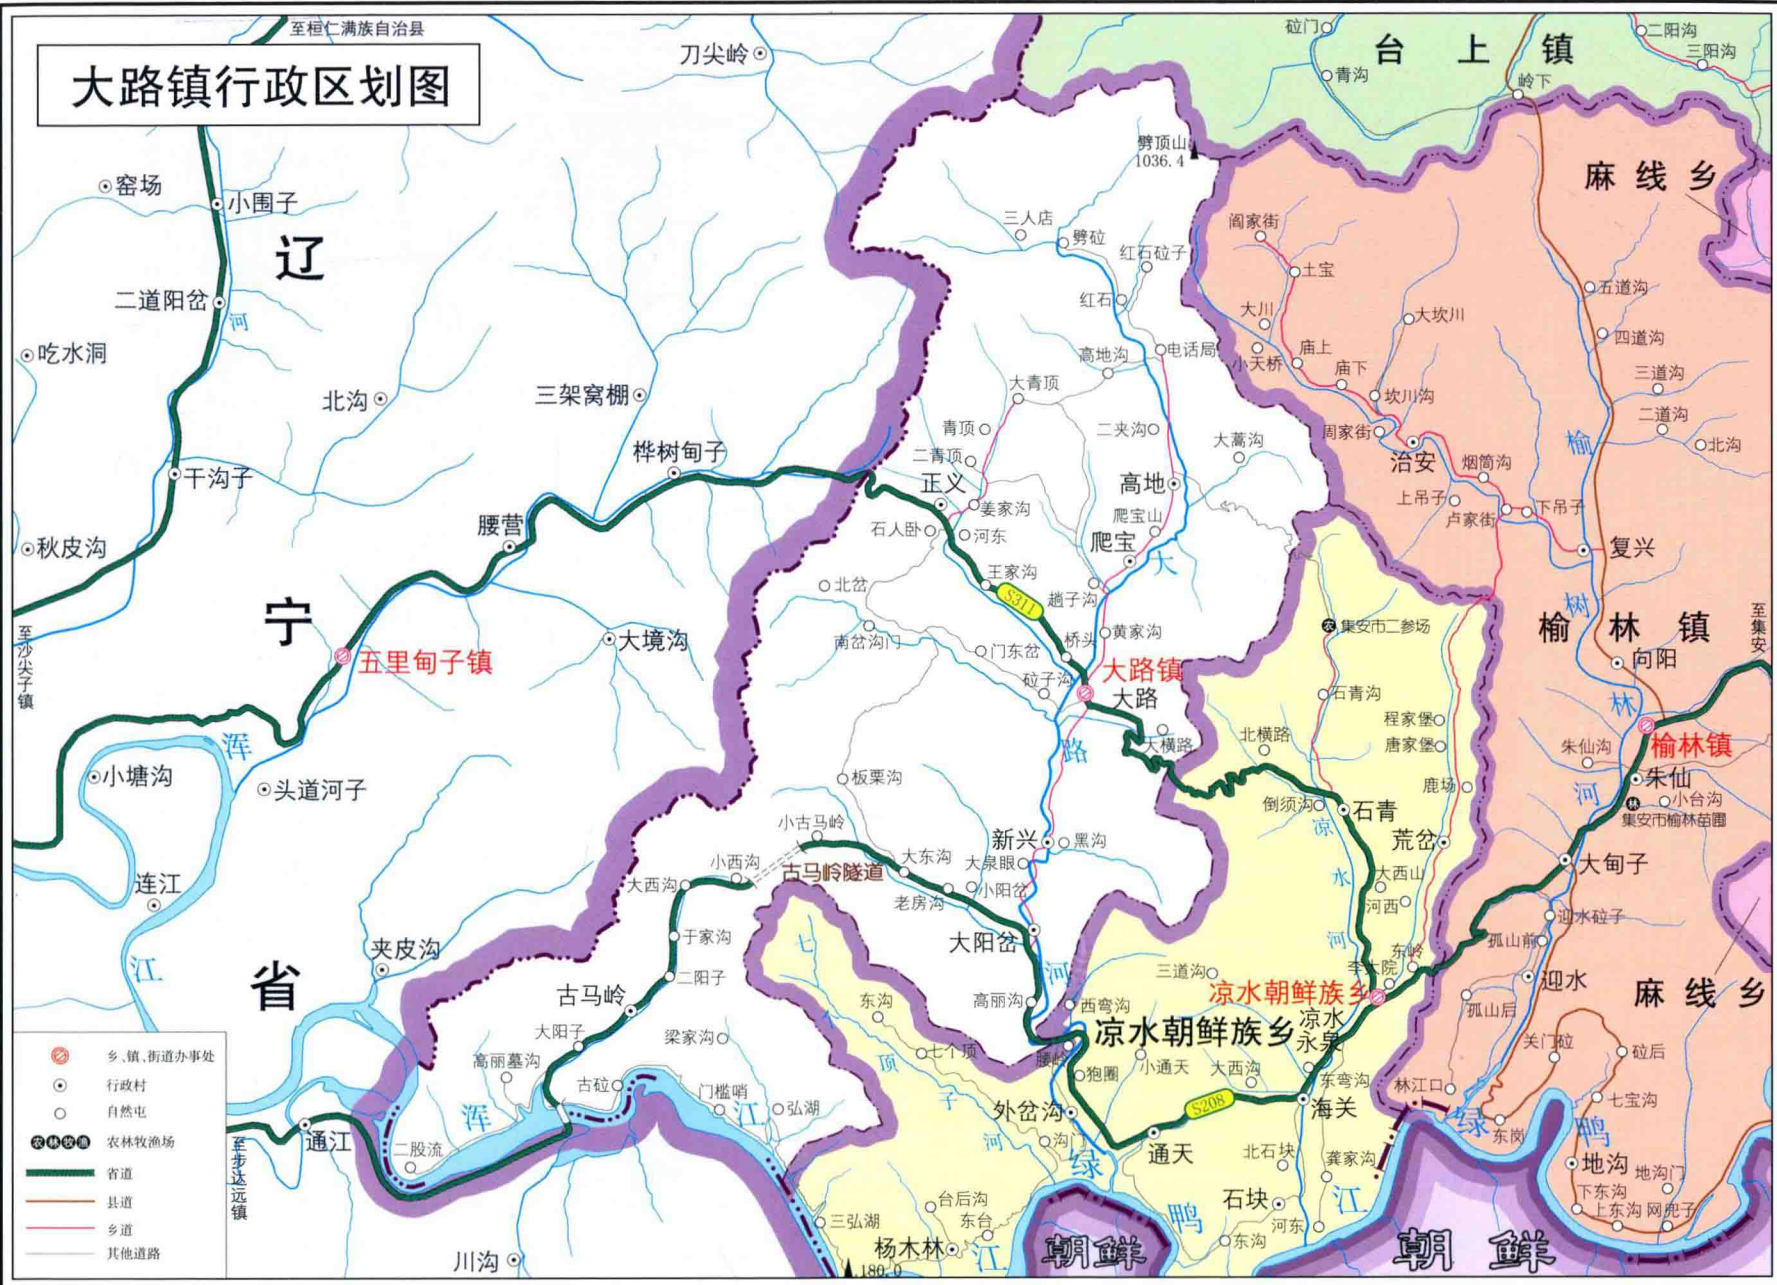 大路镇行政区划图
至桓仁满族自治县
刀尖岭
砬门
青沟
台上镇
二阳沟
三阳沟
岭下
劈顶山
1036.4
麻线乡
窑场
小围子
辽
三人店
劈砬
红石砬子
阎家街
土宝
二道阳岔
河
红石
大川
大坎川
五道沟
四道沟
吃水洞
电话局
高地沟
小天桥
庙上
庙下
三道沟
北沟
三架窝棚
大青顶
坎川沟
二道沟
北沟
青顶
二夹沟
大蒿沟
周家街
治安
榆
桦树甸子
二青顶
烟筒沟
干沟子
正义
姜家沟
高地
上吊子
卢家街
下吊子
腰营
石人卧
河东
爬宝山
爬宝
大
复兴
秋皮沟
王家沟
S311
北岔
趟子沟
树
宁
南岔沟门
门东岔
桥头
黄家沟
农
集安市二参场
榆林镇
至集安
至沙尖子镇
五里甸子镇
大境沟
砬子沟
大路镇
大路
石青沟
向阳
林
程家堡
唐家堡
榆林镇
浑
路
大横路
北横路
朱仙沟
朱仙
小塘沟
头道河子
板栗沟
倒须沟
石青
鹿场
河
林
小台沟
集安市榆林苗圃
小古马岭
新兴
黑沟
凉
荒岔
小西沟
古马岭隧道
大东沟
大泉眼
大甸子
大西沟
老房沟
小阳岔
水
大西山
河西
连江
迎水砬子
夹皮沟
于家沟
七
大阳岔
河
东岭
孤山前
江
二阳子
河
三道沟
李大院
迎水
麻线乡
省
古马岭
东沟
个
高丽沟
西弯沟
凉水朝鲜族乡
凉水
孤山后
大阳子
梁家沟
七个顶
凉水朝鲜族乡
永泉
关门砬
砬后
乡、镇、街道办事处
高丽墓沟
顶
腰岭
小通天
行政村
古砬
狍圈
大西沟
东弯沟
林江口
七宝沟
自然屯
浑
门槛哨
江
弘湖
子
外岔沟
S208
海关
绿
东岗
鸭
农林牧渔
农林牧渔场
通江
二股流
河
沟门
通天
北石块
龚家沟
地沟
地沟门
省道
至步达远镇
绿
石块
江
下东沟
县道
三弘湖
台后沟
鸭
河东
上东沟
网兜子
乡道
东台
东沟
其他道路
川沟
杨木林
江
朝鲜
朝鲜
180.0